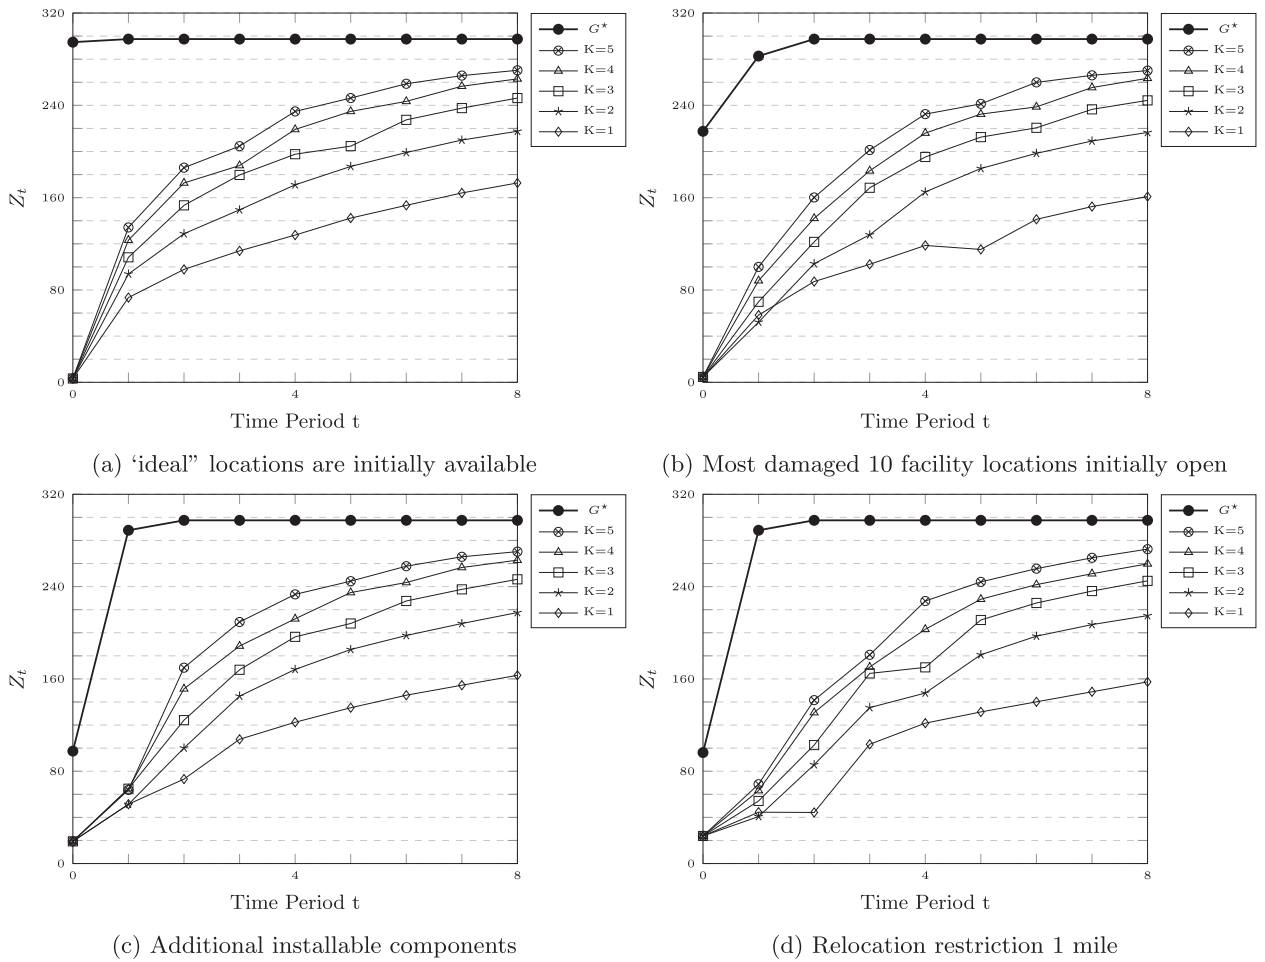 320
240
160
80
0
Z_t
0 4 8
Time Period t
G⋆
K=5
K=4
K=3
K=2
K=1
(a) ‘ideal” locations are initially available
320
240
160
80
0
Z_t
0 4 8
Time Period t
G⋆
K=5
K=4
K=3
K=2
K=1
(b) Most damaged 10 facility locations initially open
320
240
160
80
0
Z_t
0 4 8
Time Period t
G⋆
K=5
K=4
K=3
K=2
K=1
(c) Additional installable components
320
240
160
80
0
Z_t
0 4 8
Time Period t
G⋆
K=5
K=4
K=3
K=2
K=1
(d) Relocation restriction 1 mile